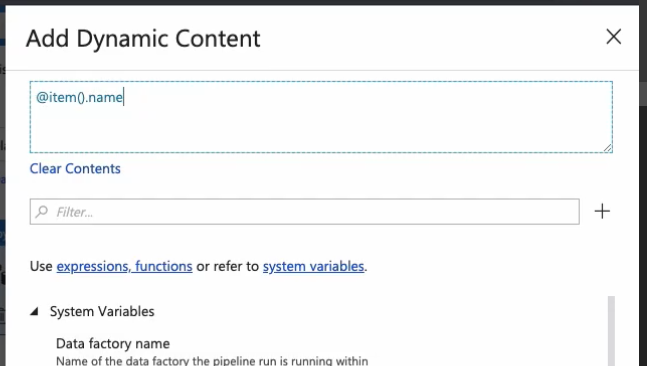 Add Dynamic Content
@item().name
Clear Contents
Filter...
Use expressions, functions or refer to system variables.
System Variables
Data factory name
Name of the data factory the pipeline run is running within